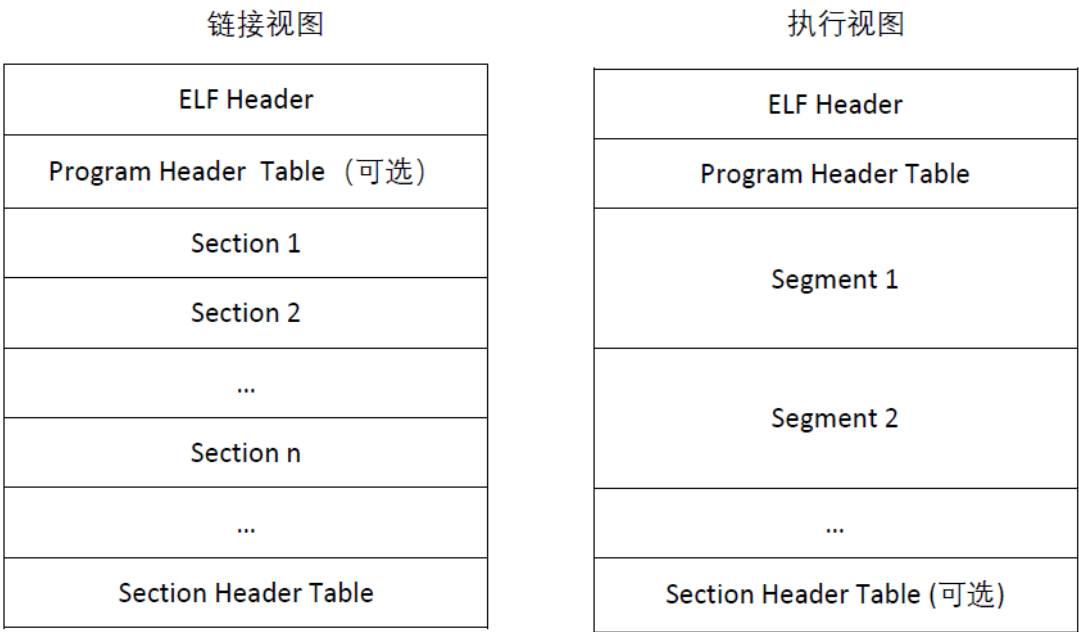 链接视图
ELF Header
Program Header Table（可选）
Section 1
Section 2
...
Section n
...
Section Header Table
执行视图
ELF Header
Program Header Table
Segment 1
Segment 2
...
Section Header Table (可选)